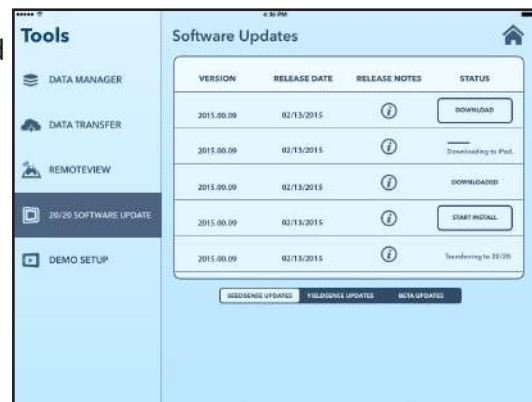 4:36 PM
Tools
Software Updates
DATA MANAGER
DATA TRANSFER
REMOTEVIEW
20/20 SOFTWARE UPDATE
DEMO SETUP
VERSION RELEASE DATE RELEASE NOTES STATUS
2015.00.09 02/13/2015 i DOWNLOAD
2015.00.09 02/13/2015 i Downloading to iPad.
2015.00.09 02/13/2015 i DOWNLOADED
2015.00.09 02/13/2015 i START INSTALL
2015.00.09 02/13/2015 i Transferring to 20/20.
SEEDSENSE UPDATES YIELDSENSE UPDATES BETA UPDATES